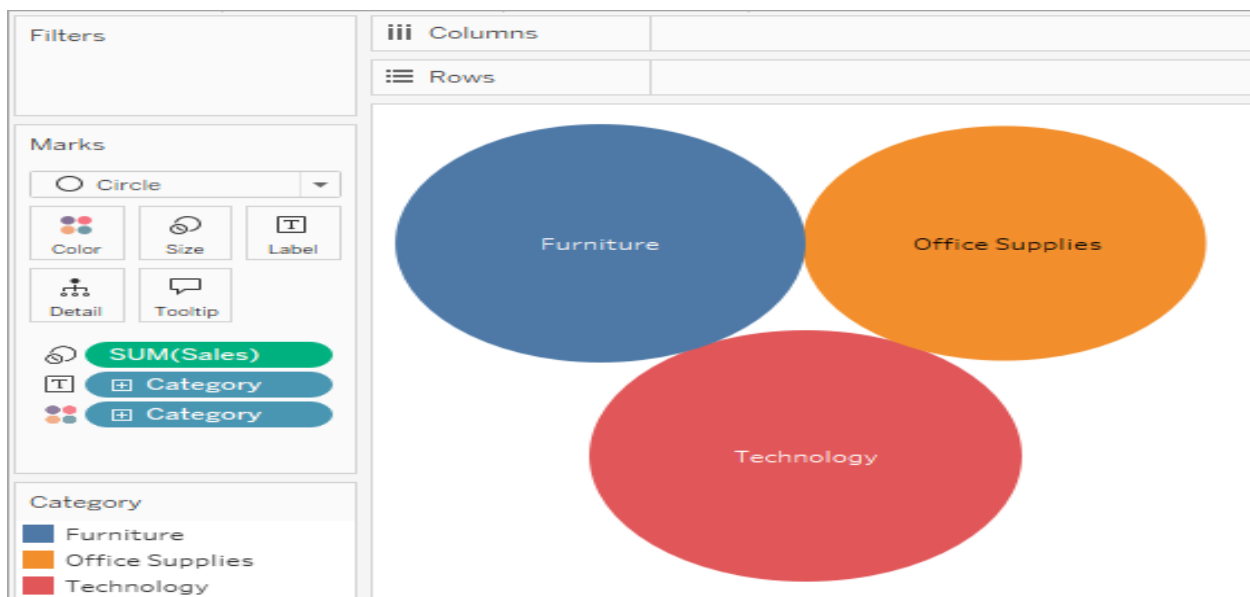 Filters
Columns
Rows
Marks
Circle
Color Size Label
Detail Tooltip
SUM(Sales)
T Category
Category
Category
Furniture
Office Supplies
Technology
Furniture
Office Supplies
Technology